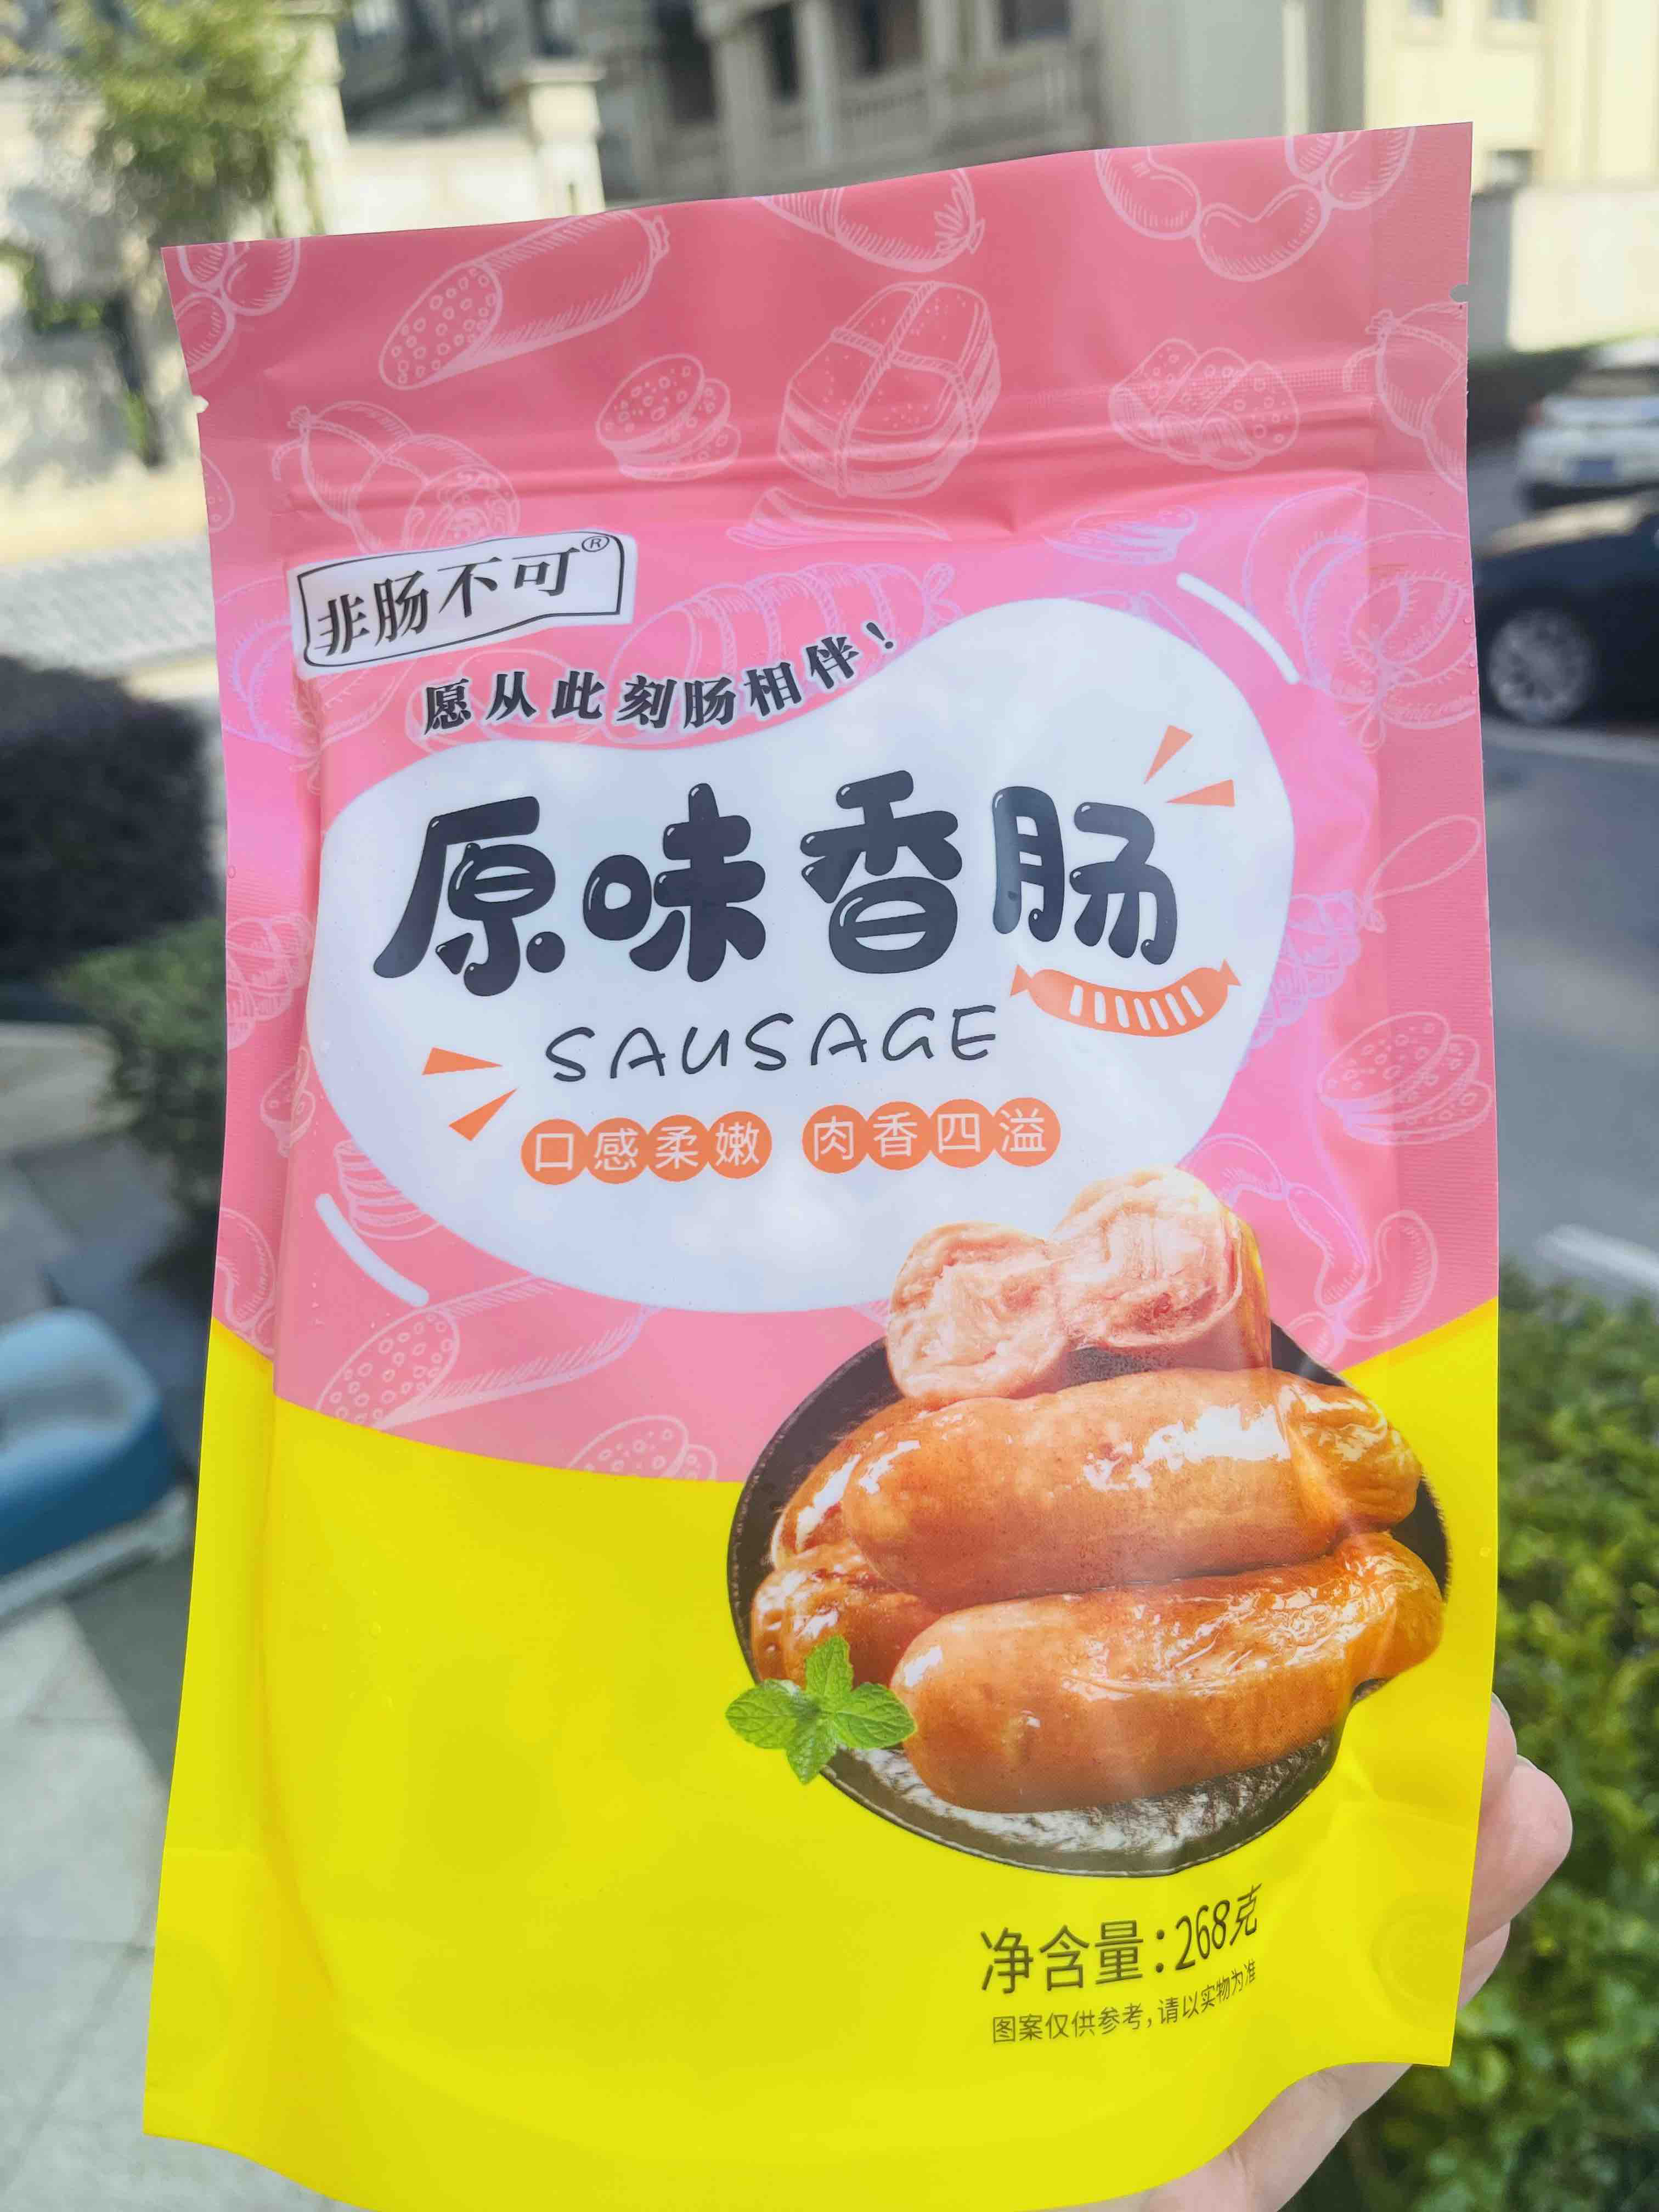 非肠不可®
愿从此刻肠相伴！
原味香肠
SAUSAGE
口感柔嫩 肉香四溢
净含量：268克
图案仅供参考，请以实物为准